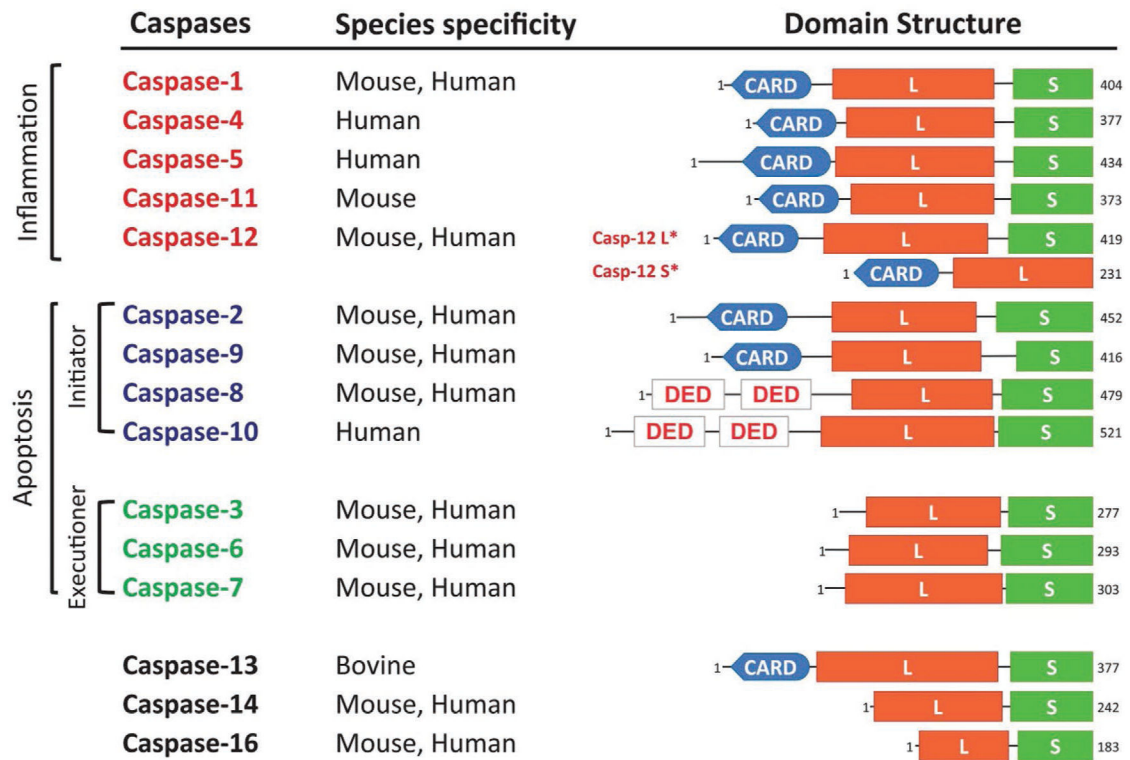 Caspases Species specificity Domain Structure
Inflammation
Caspase-1 Mouse, Human 1 CARD L S 404
Caspase-4 Human 1 CARD L S 377
Caspase-5 Human 1 CARD L S 434
Caspase-11 Mouse 1 CARD L S 373
Caspase-12 Mouse, Human Casp-12 L* 1 CARD L S 419
Casp-12 S* 1 CARD L 231
Apoptosis
Initiator
Caspase-2 Mouse, Human 1 CARD L S 452
Caspase-9 Mouse, Human 1 CARD L S 416
Caspase-8 Mouse, Human 1 DED DED L S 479
Caspase-10 Human 1 DED DED L S 521
Executioner
Caspase-3 Mouse, Human 1 L S 277
Caspase-6 Mouse, Human 1 L S 293
Caspase-7 Mouse, Human 1 L S 303
Caspase-13 Bovine 1 CARD L S 377
Caspase-14 Mouse, Human 1 L S 242
Caspase-16 Mouse, Human 1 L S 183